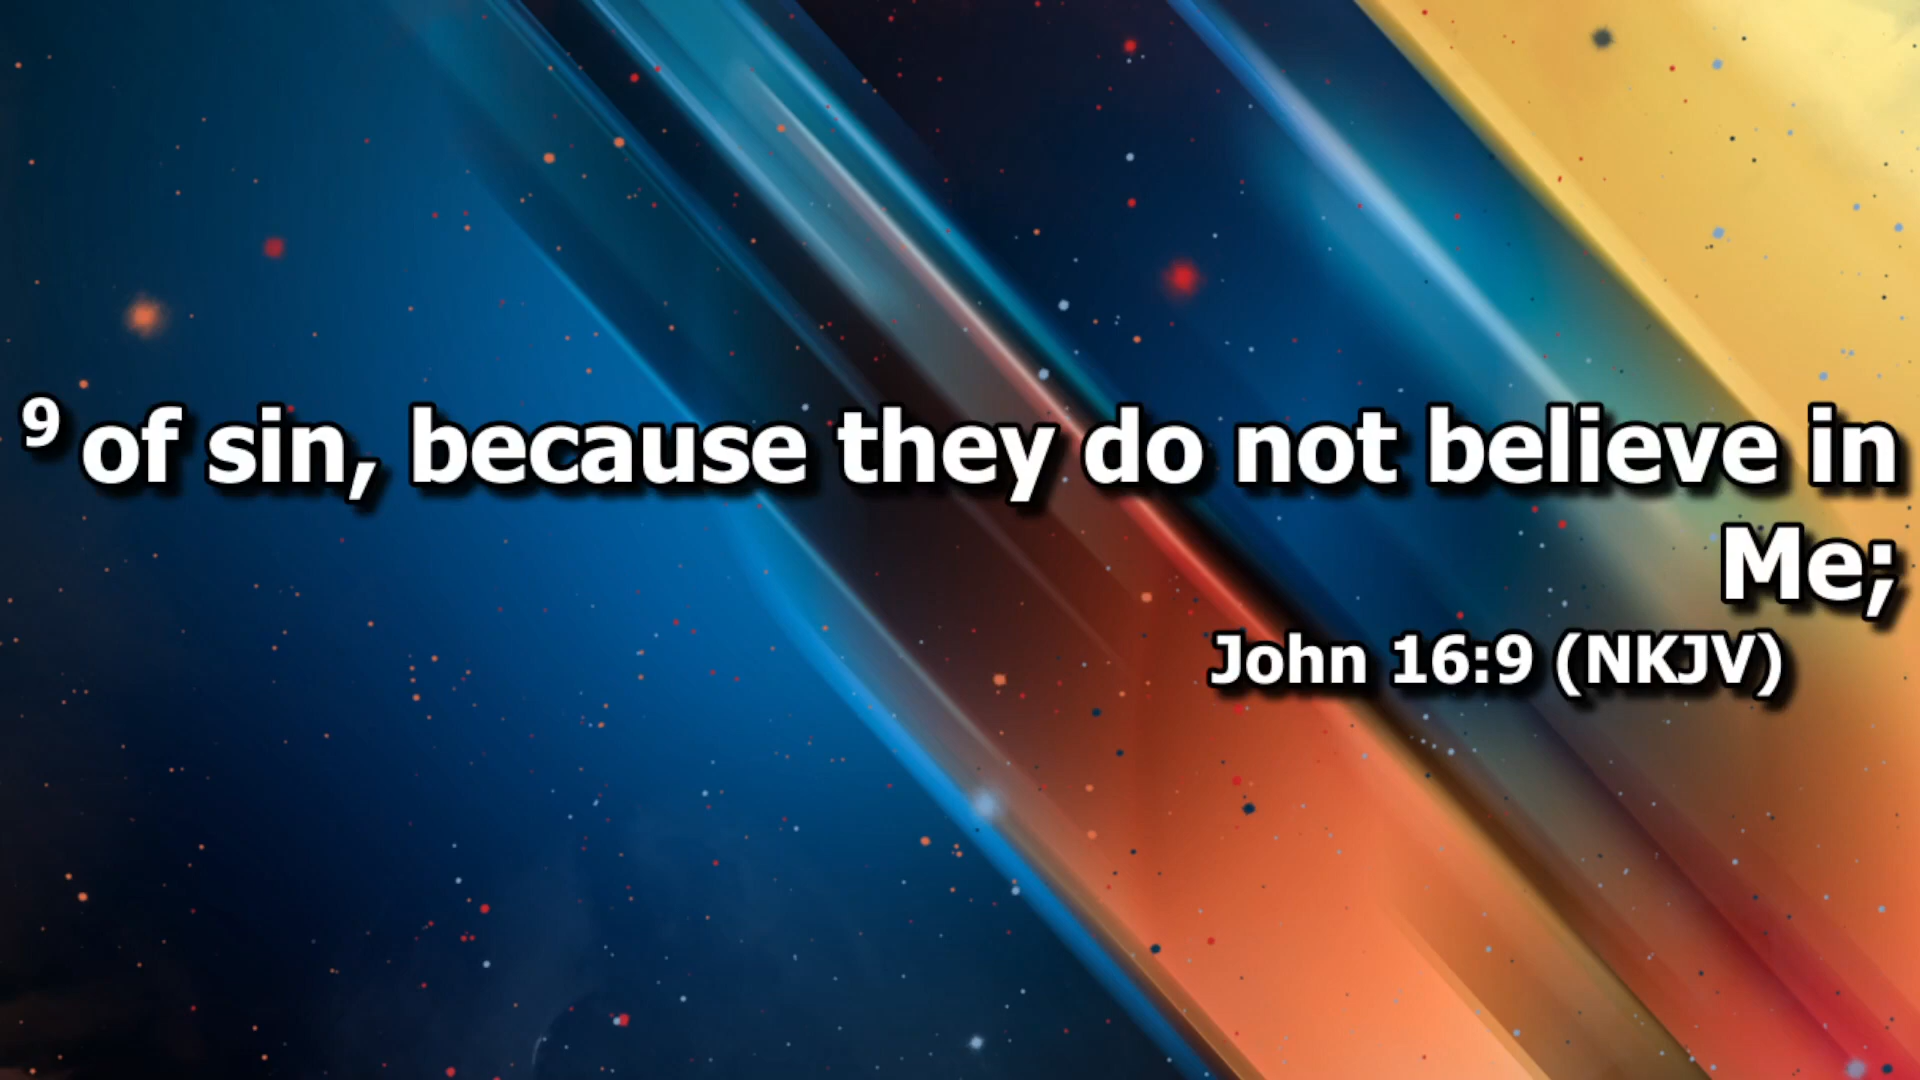 9 of sin, because they do not believe in
Me;
John 16:9 (NKJV)